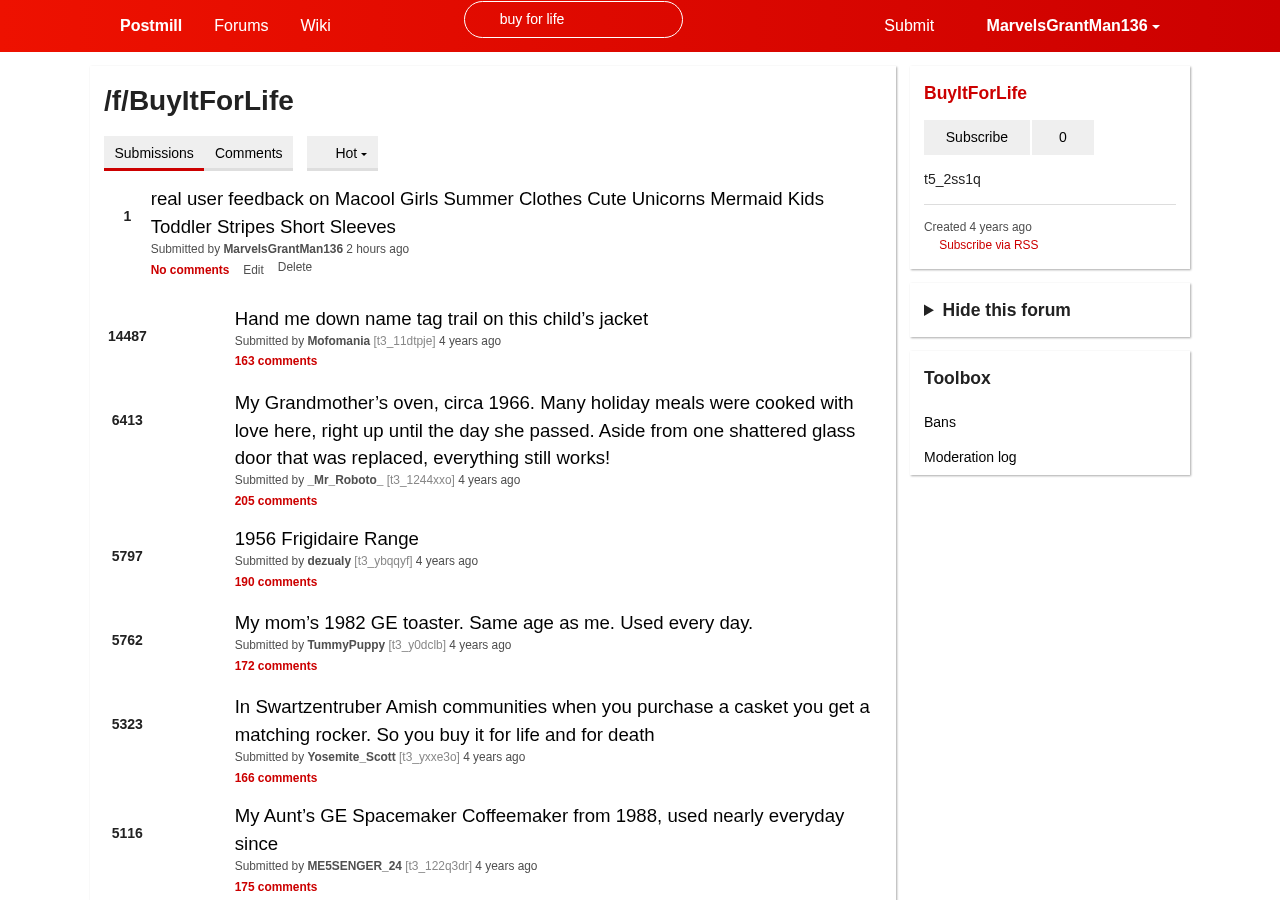 Postmill Forums Wiki buy for life Submit MarvelsGrantMan136
/f/BuyItForLife
Submissions Comments Hot
1
real user feedback on Macool Girls Summer Clothes Cute Unicorns Mermaid Kids
Toddler Stripes Short Sleeves
Submitted by MarvelsGrantMan136 2 hours ago
No comments Edit Delete
14487
Hand me down name tag trail on this child’s jacket
Submitted by Mofomania [t3_11dtpje] 4 years ago
163 comments
6413
My Grandmother’s oven, circa 1966. Many holiday meals were cooked with
love here, right up until the day she passed. Aside from one shattered glass
door that was replaced, everything still works!
Submitted by _Mr_Roboto_ [t3_1244xxo] 4 years ago
205 comments
5797
1956 Frigidaire Range
Submitted by dezualy [t3_ybqqyf] 4 years ago
190 comments
5762
My mom’s 1982 GE toaster. Same age as me. Used every day.
Submitted by TummyPuppy [t3_y0dclb] 4 years ago
172 comments
5323
In Swartzentruber Amish communities when you purchase a casket you get a
matching rocker. So you buy it for life and for death
Submitted by Yosemite_Scott [t3_yxxe3o] 4 years ago
166 comments
5116
My Aunt’s GE Spacemaker Coffeemaker from 1988, used nearly everyday
since
Submitted by ME5SENGER_24 [t3_122q3dr] 4 years ago
175 comments
BuyItForLife
Subscribe 0
t5_2ss1q
Created 4 years ago
Subscribe via RSS
Hide this forum
Toolbox
Bans
Moderation log